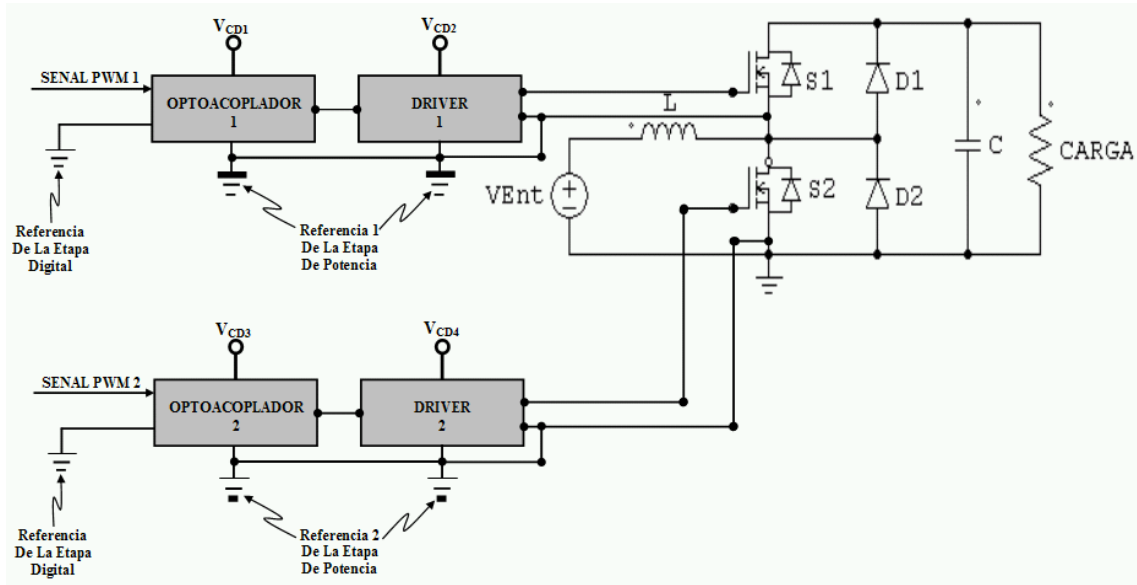 VCD1
VCD2
SENAL PWM 1
OPTOACOPLADOR
1
DRIVER
1
S1
D1
L
C
CARGA
VEnt
S2
D2
Referencia
De La Etapa
Digital
Referencia 1
De La Etapa
De Potencia
VCD3
VCD4
SENAL PWM 2
OPTOACOPLADOR
2
DRIVER
2
Referencia
De La Etapa
Digital
Referencia 2
De La Etapa
De Potencia